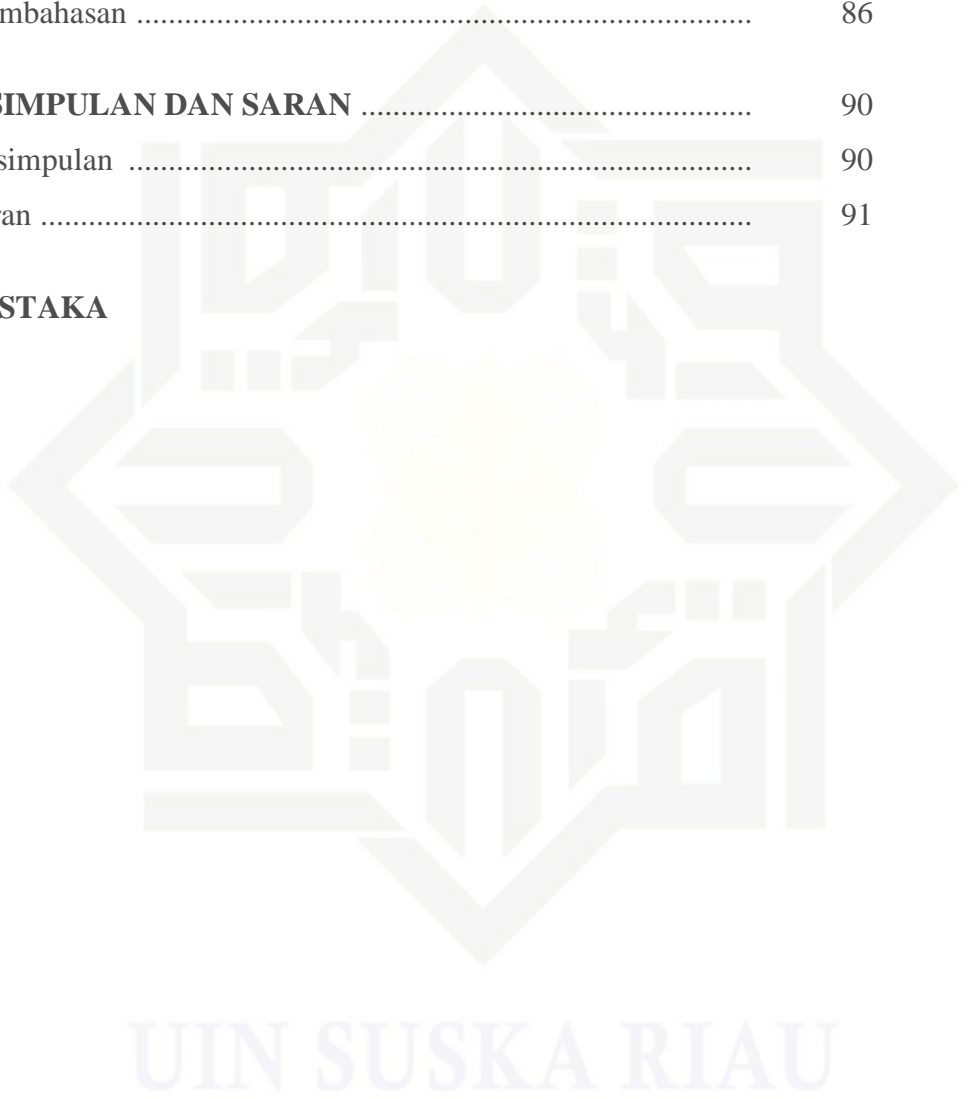 mbahasan ........................................................................ 86
SIMPULAN DAN SARAN .............................................. 90
simpulan ......................................................................... 90
ran ................................................................................... 91
STAKA
UIN SUSKA RIAU